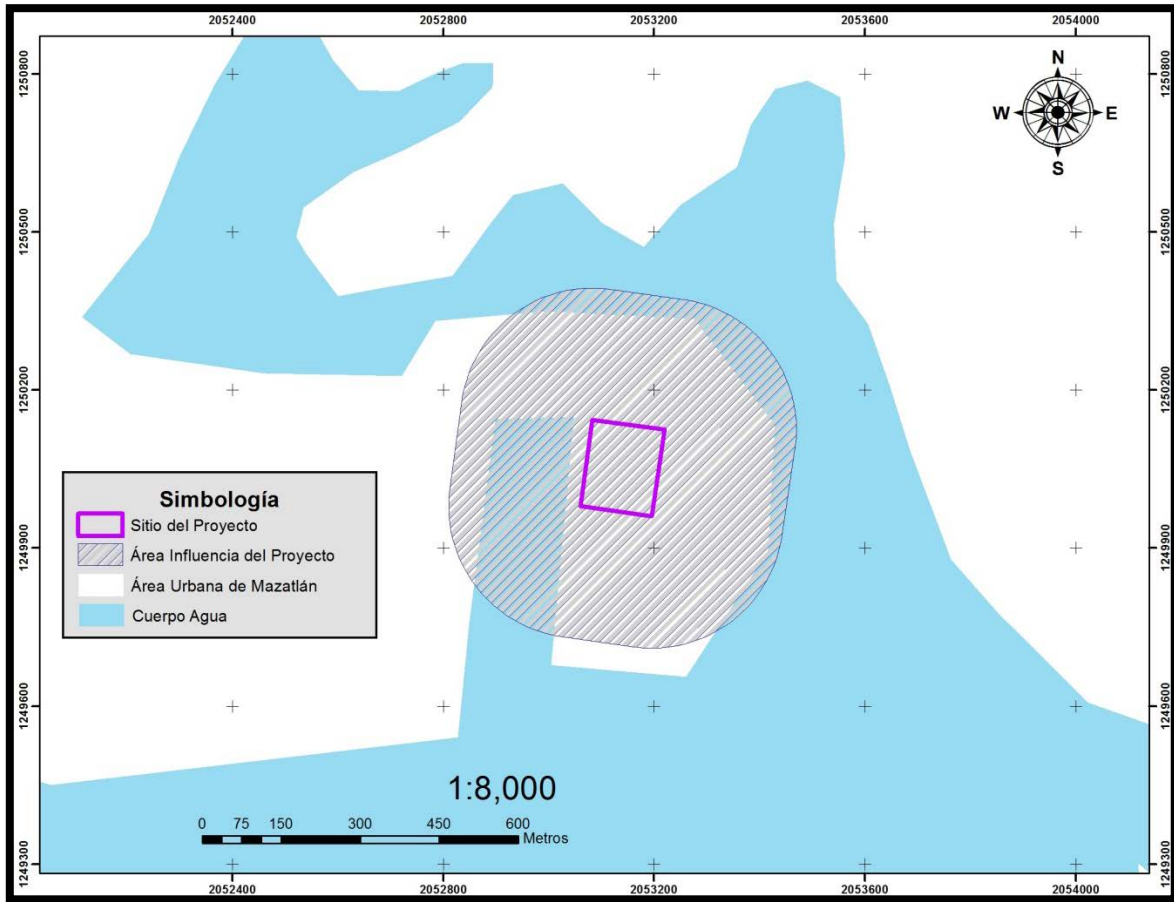 2052400 2052800 2053200 2053600 2054000
1250800 1250800
N
W E
S
1250500 1250500
1250200 1250200
Simbología
Sitio del Proyecto
Área Influencia del Proyecto
Área Urbana de Mazatlán
Cuerpo Agua
1249900 1249900
1249600 1249600
1:8,000
0 75 150 300 450 600
Metros
1249300 1249300
2052400 2052800 2053200 2053600 2054000